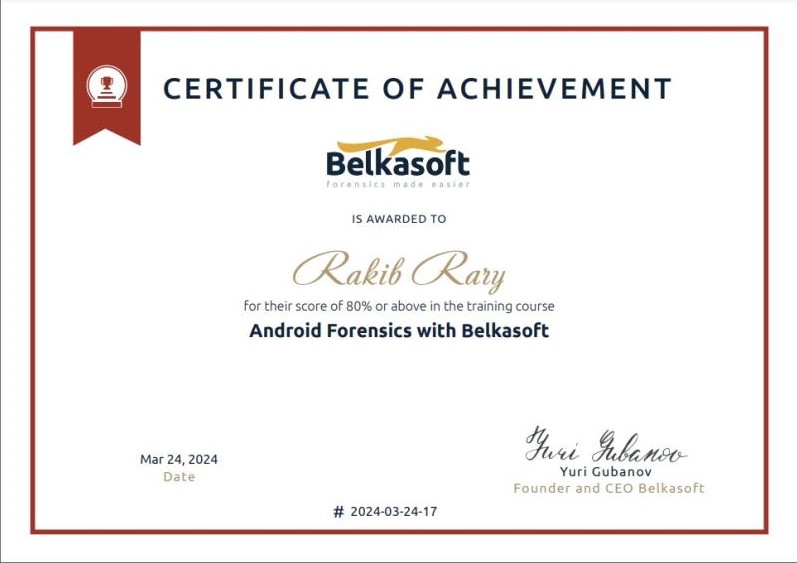 CERTIFICATE OF ACHIEVEMENT
Belkasoft
forensics made easier
IS AWARDED TO
Rakib Rary
for their score of 80% or above in the training course
Android Forensics with Belkasoft
Yuri Gubanov
Mar 24, 2024
Date
Yuri Gubanov
Founder and CEO Belkasoft
# 2024-03-24-17